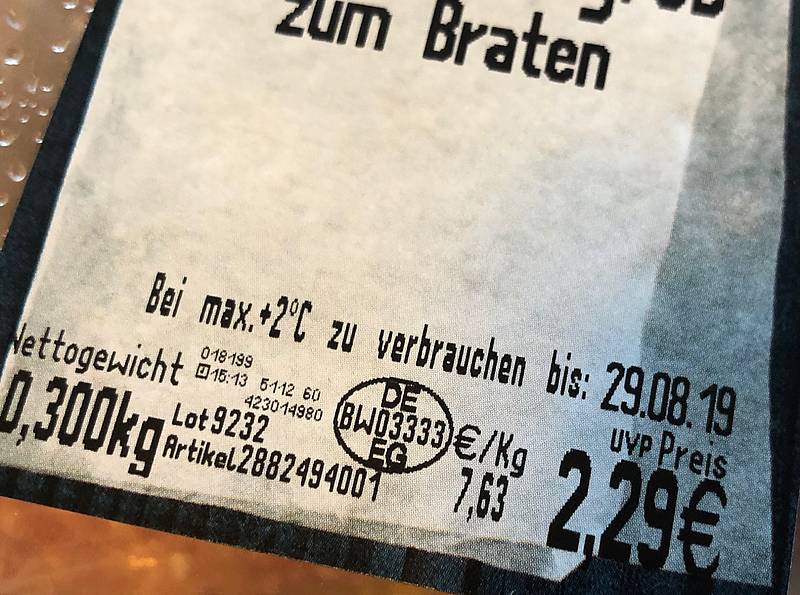 zum Braten
Bei max.+2°C zu verbrauchen bis: 29.08.19
Nettogewicht
0,300kg
018199
15:13 5112 60
423014980
Lot 9232
Artikel 2882494001
DE
BW03333
EG
€/Kg
7,63
uvp Preis
2,29€